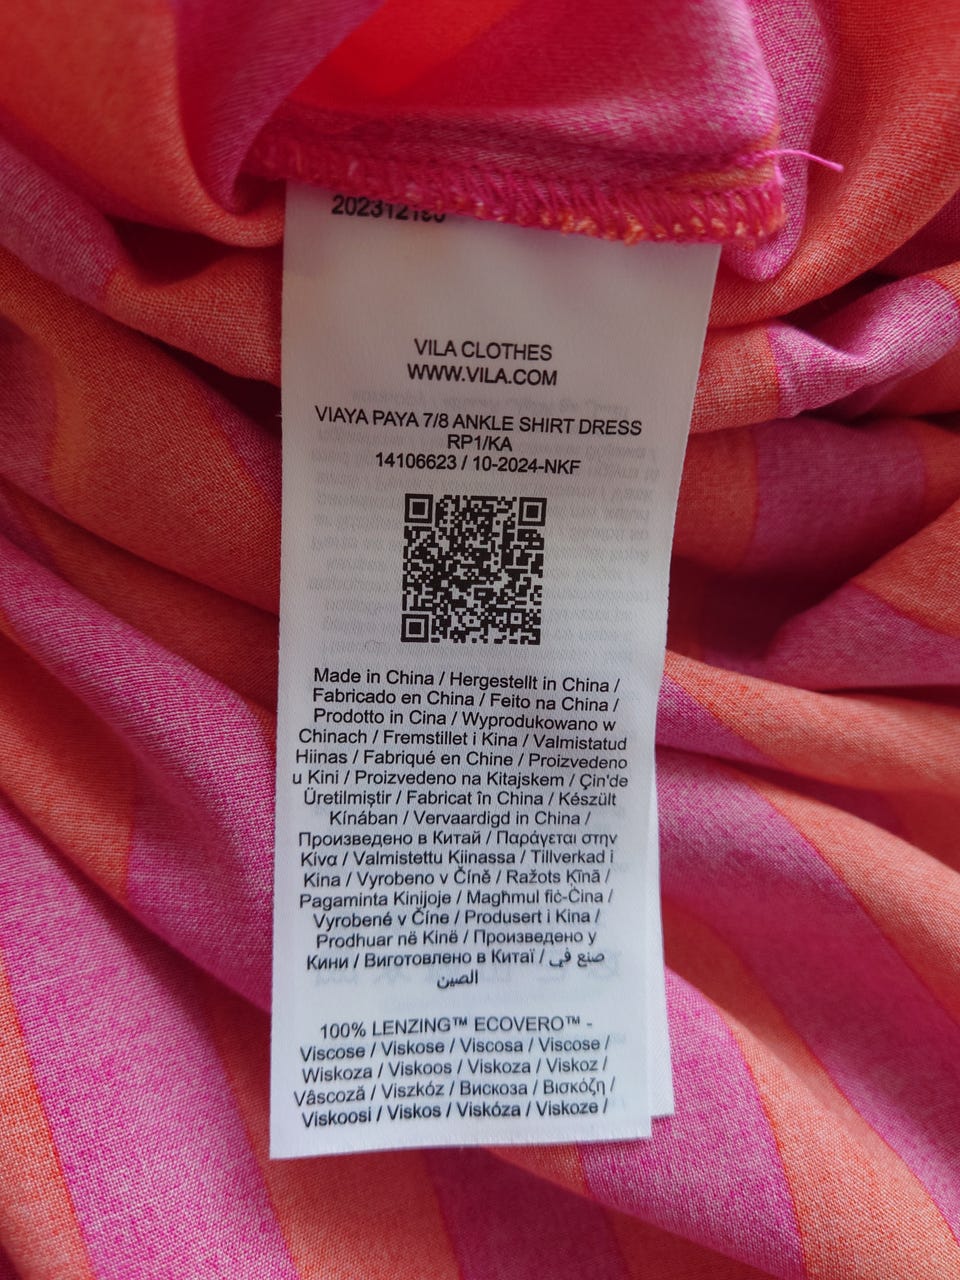 VILA CLOTHES
WWW.VILA.COM
VIAYA PAYA 7/8 ANKLE SHIRT DRESS
RP1/KA
14106623 / 10-2024-NKF
Made in China / Hergestellt in China /
Fabricado en China / Feito na China /
Prodotto in Cina / Wyprodukowano w
Chinach / Fremstillet i Kina / Valmistatud
Hiinas / Fabriqué en Chine / Proizvedeno
u Kini / Proizvedeno na Kitajskem / Çin'de
Üretilmiştir / Fabricat în China / Készült
Kínában / Vervaardigd in China /
Произведено в Китай / Παράγεται στην
Κίνα / Valmistettu Kiinassa / Tillverkad i
Kina / Vyrobeno v Číně / Ražots Ķīnā /
Pagaminta Kinijoje / Magħmul fiċ-Ċina /
Vyrobené v Číne / Produsert i Kina /
Prodhuar në Kinë / Произведено у
Кини / Виготовлено в Китаї / صنع في
الصين
100% LENZING™ ECOVERO™ -
Viscose / Viskose / Viscosa / Viscose /
Wiskoza / Viskoos / Viskoza / Viskoz /
Vâscoză / Viszkóz / Вискоза / Βισκόζη /
Viskoosi / Viskos / Viskóza / Viskoze /